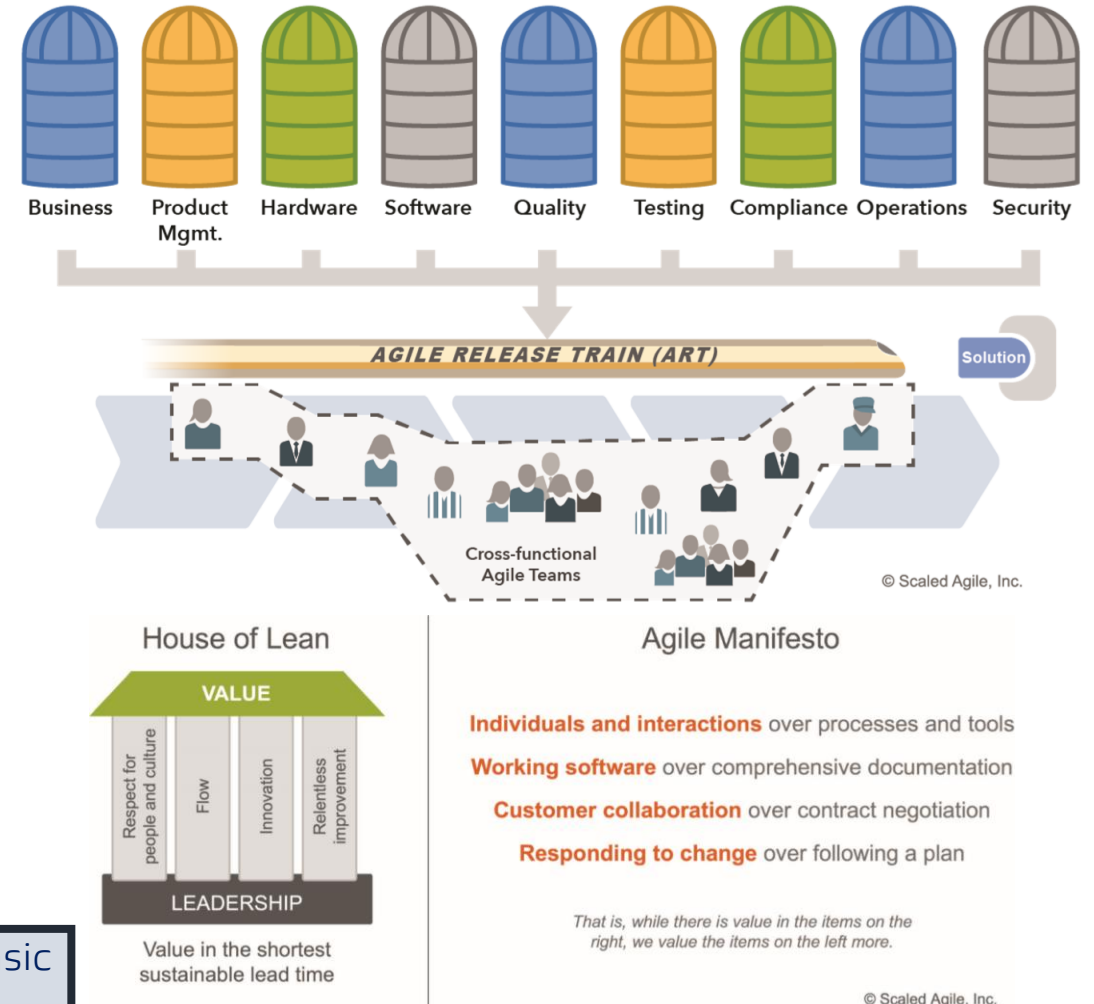 Business
Product
Mgmt.
Hardware
Software
Quality
Testing
Compliance
Operations
Security
AGILE RELEASE TRAIN (ART)
Solution
Cross-functional
Agile Teams
© Scaled Agile, Inc.
House of Lean
VALUE
Respect for
people and culture
Flow
Innovation
Relentless
improvement
LEADERSHIP
Value in the shortest
sustainable lead time
Agile Manifesto
Individuals and interactions over processes and tools
Working software over comprehensive documentation
Customer collaboration over contract negotiation
Responding to change over following a plan
That is, while there is value in the items on the
right, we value the items on the left more.
© Scaled Agile, Inc.
sic